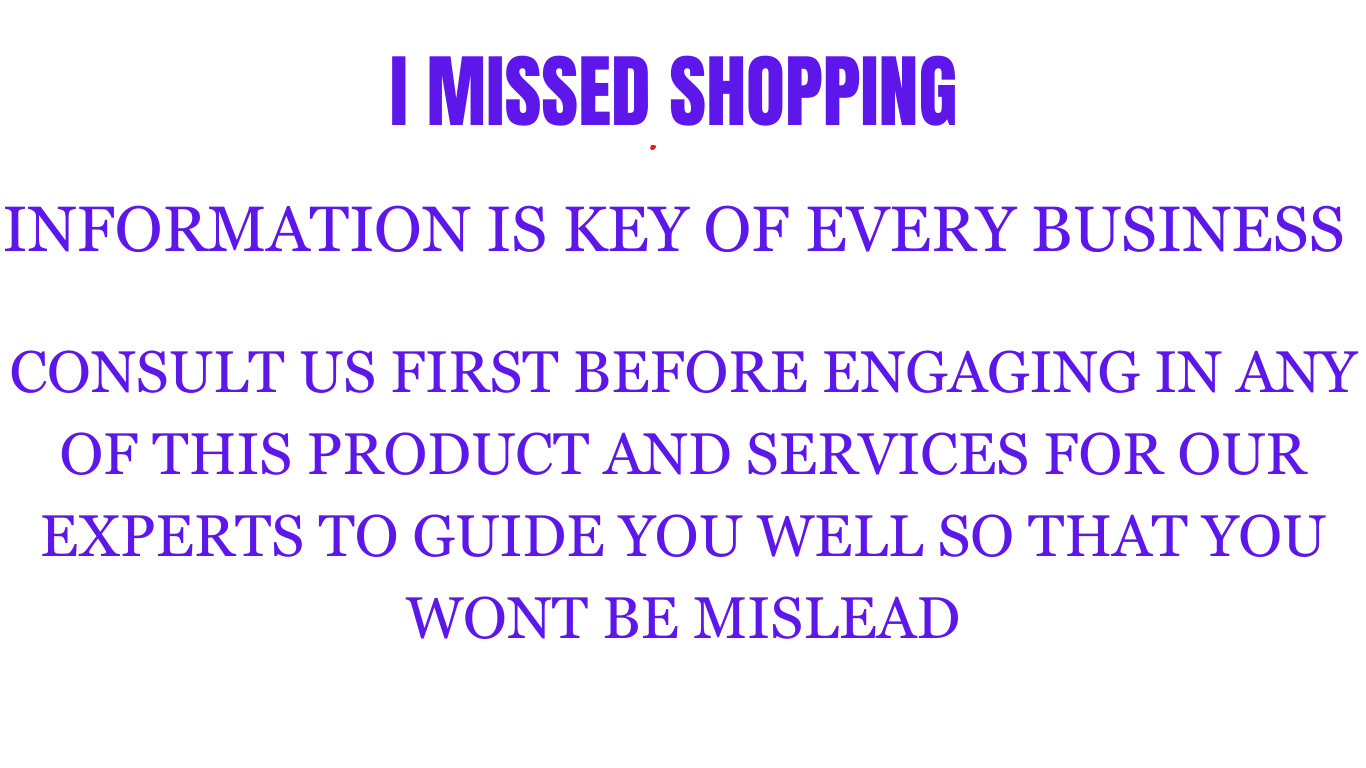 I MISSED SHOPPING
INFORMATION IS KEY OF EVERY BUSINESS
CONSULT US FIRST BEFORE ENGAGING IN ANY
OF THIS PRODUCT AND SERVICES FOR OUR
EXPERTS TO GUIDE YOU WELL SO THAT YOU
WONT BE MISLEAD